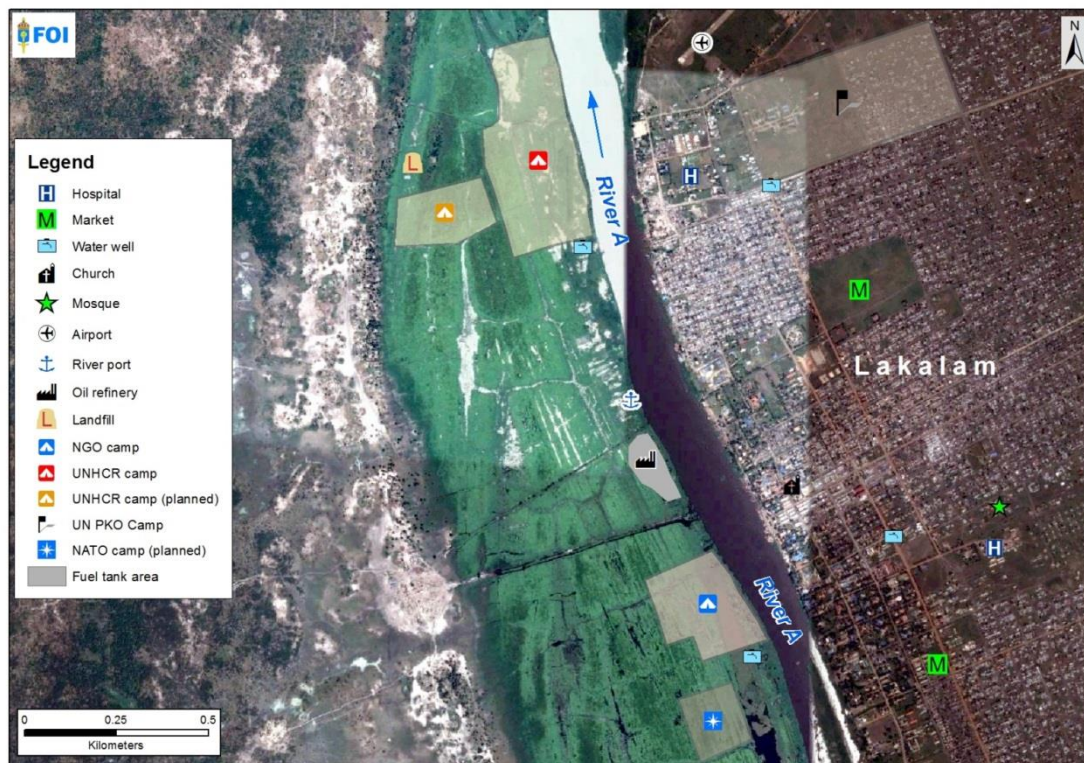 FOI
N
Legend
H Hospital
M Market
Water well
Church
Mosque
Airport
River port
Oil refinery
L Landfill
NGO camp
UNHCR camp
UNHCR camp (planned)
UN PKO Camp
NATO camp (planned)
Fuel tank area
L
H
River A
M
Lakalam
H
River A
M
0 0.25 0.5
Kilometers